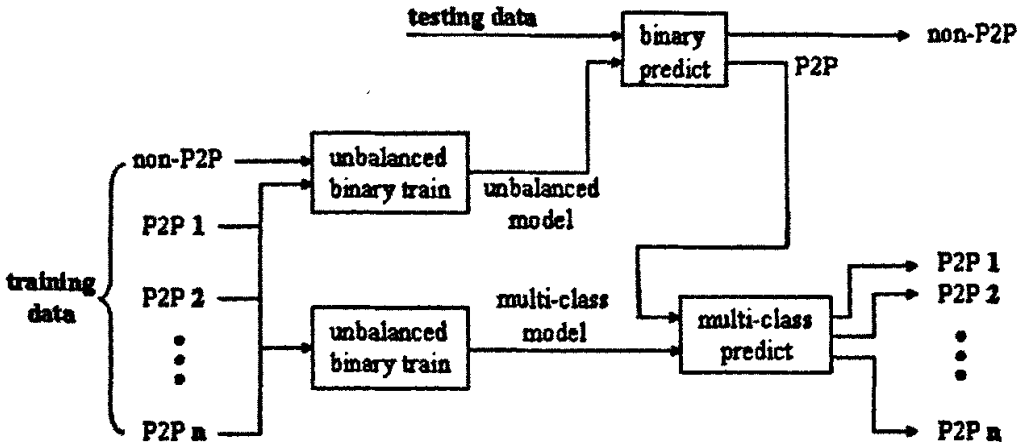 testing data
binary
predict
non-P2P
P2P
non-P2P
unbalanced
binary train
unbalanced
model
P2P 1
P2P 2
P2P n
training
data
unbalanced
binary train
multi-class
model
multi-class
predict
P2P 1
P2P 2
P2P n